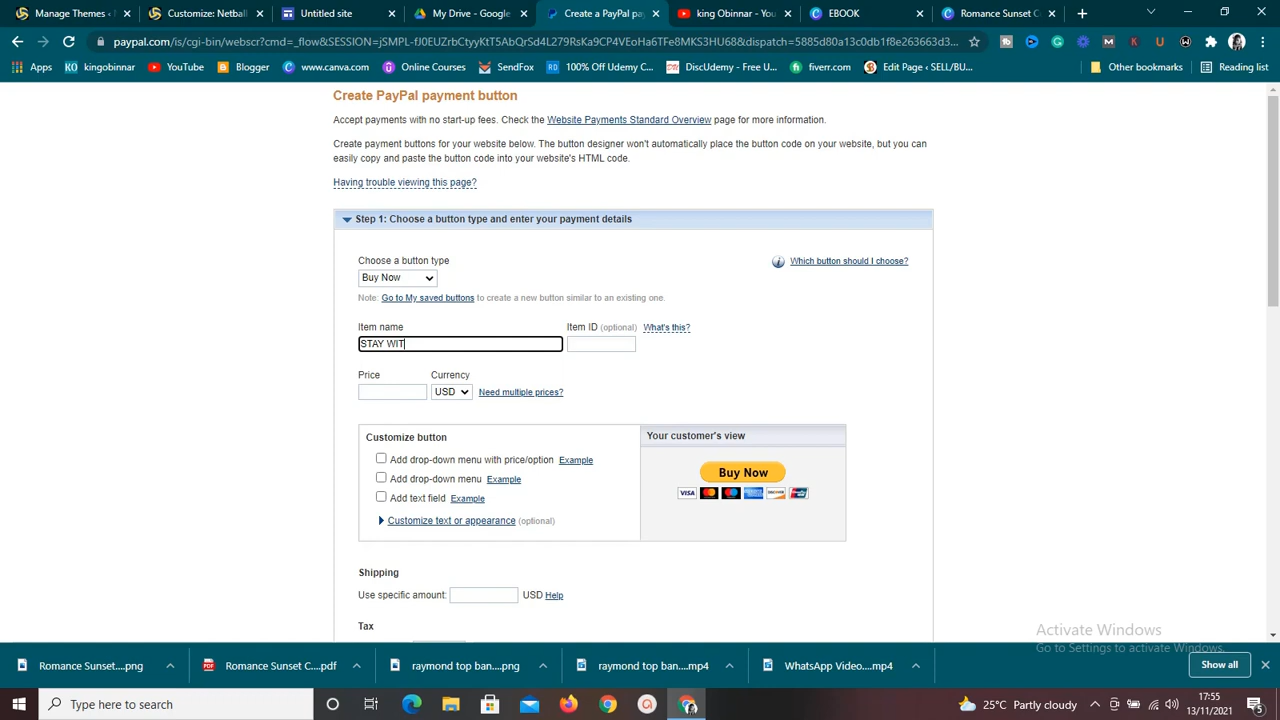 Manage Themes ‹
Customize: Netball
Untitled site
My Drive - Google
Create a PayPal pay
king Obinnar - You
EBOOK
Romance Sunset Co
paypal.com/is/cgi-bin/webscr?cmd=_flow&SESSION=jSMPL-fJ0EUZrbCtyyKtT5AbQrSd4L279RsKa9CP4VEoHa6TFe8MKS3HU68&dispatch=5885d80a13c0db1f8e263663d3...
Apps
kingobinnar
YouTube
Blogger
www.canva.com
Online Courses
SendFox
100% Off Udemy C...
DiscUdemy - Free U...
fiverr.com
Edit Page ‹ SELL/BU...
Other bookmarks
Reading list
Create PayPal payment button
Accept payments with no start-up fees. Check the Website Payments Standard Overview page for more information.
Create payment buttons for your website below. The button designer won't automatically place the button code on your website, but you can
easily copy and paste the button code into your website's HTML code.
Having trouble viewing this page?
Step 1: Choose a button type and enter your payment details
Choose a button type
Which button should I choose?
Buy Now
Note: Go to My saved buttons to create a new button similar to an existing one.
Item name
Item ID (optional) What's this?
STAY WIT
Price
Currency
USD
Need multiple prices?
Customize button
Your customer's view
Add drop-down menu with price/option Example
Add drop-down menu Example
Add text field Example
Customize text or appearance (optional)
Buy Now
VISA
Shipping
Use specific amount: USD Help
Tax
Activate Windows
Go to Settings to activate Windows.
Romance Sunset....png
Romance Sunset C....pdf
raymond top ban....png
raymond top ban....mp4
WhatsApp Video....mp4
Show all
Type here to search
25°C Partly cloudy
17:55
13/11/2021
5